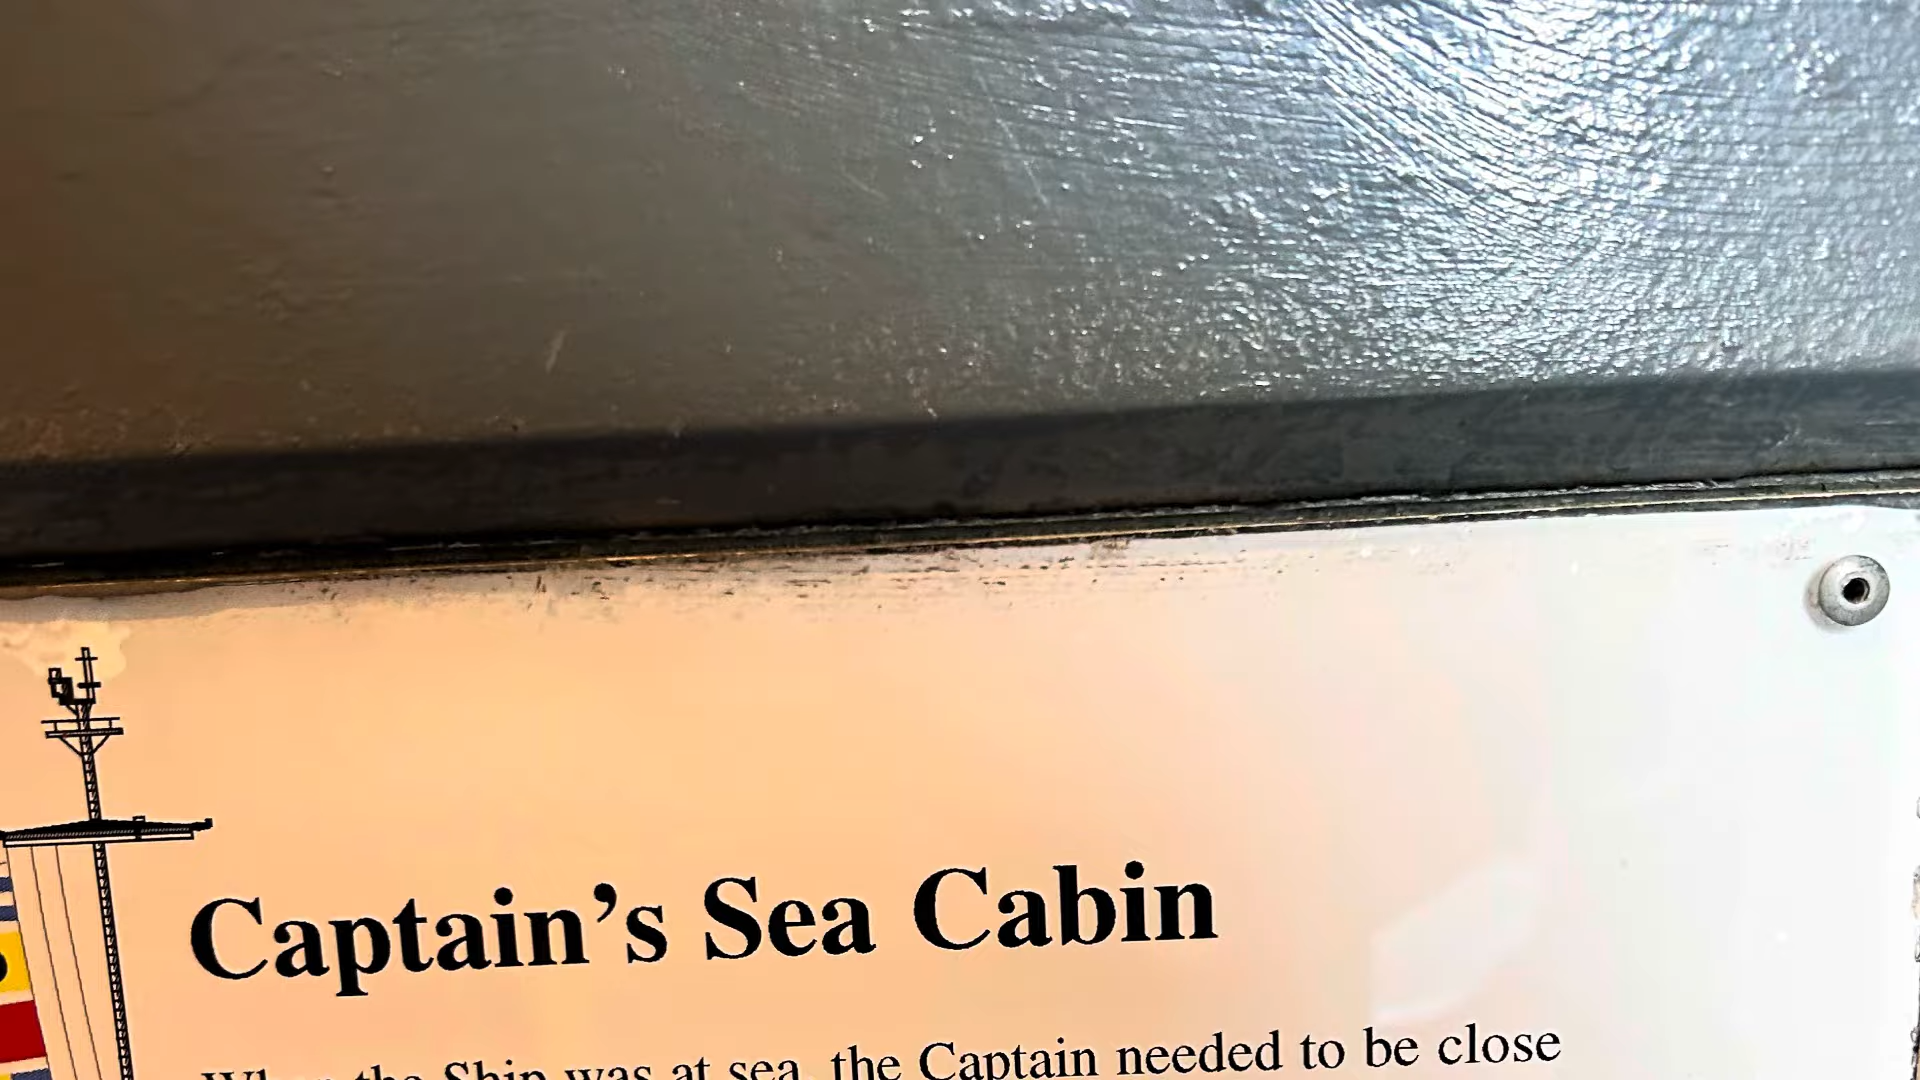 Captain's Sea Cabin
When the Ship was at sea, the Captain needed to be close